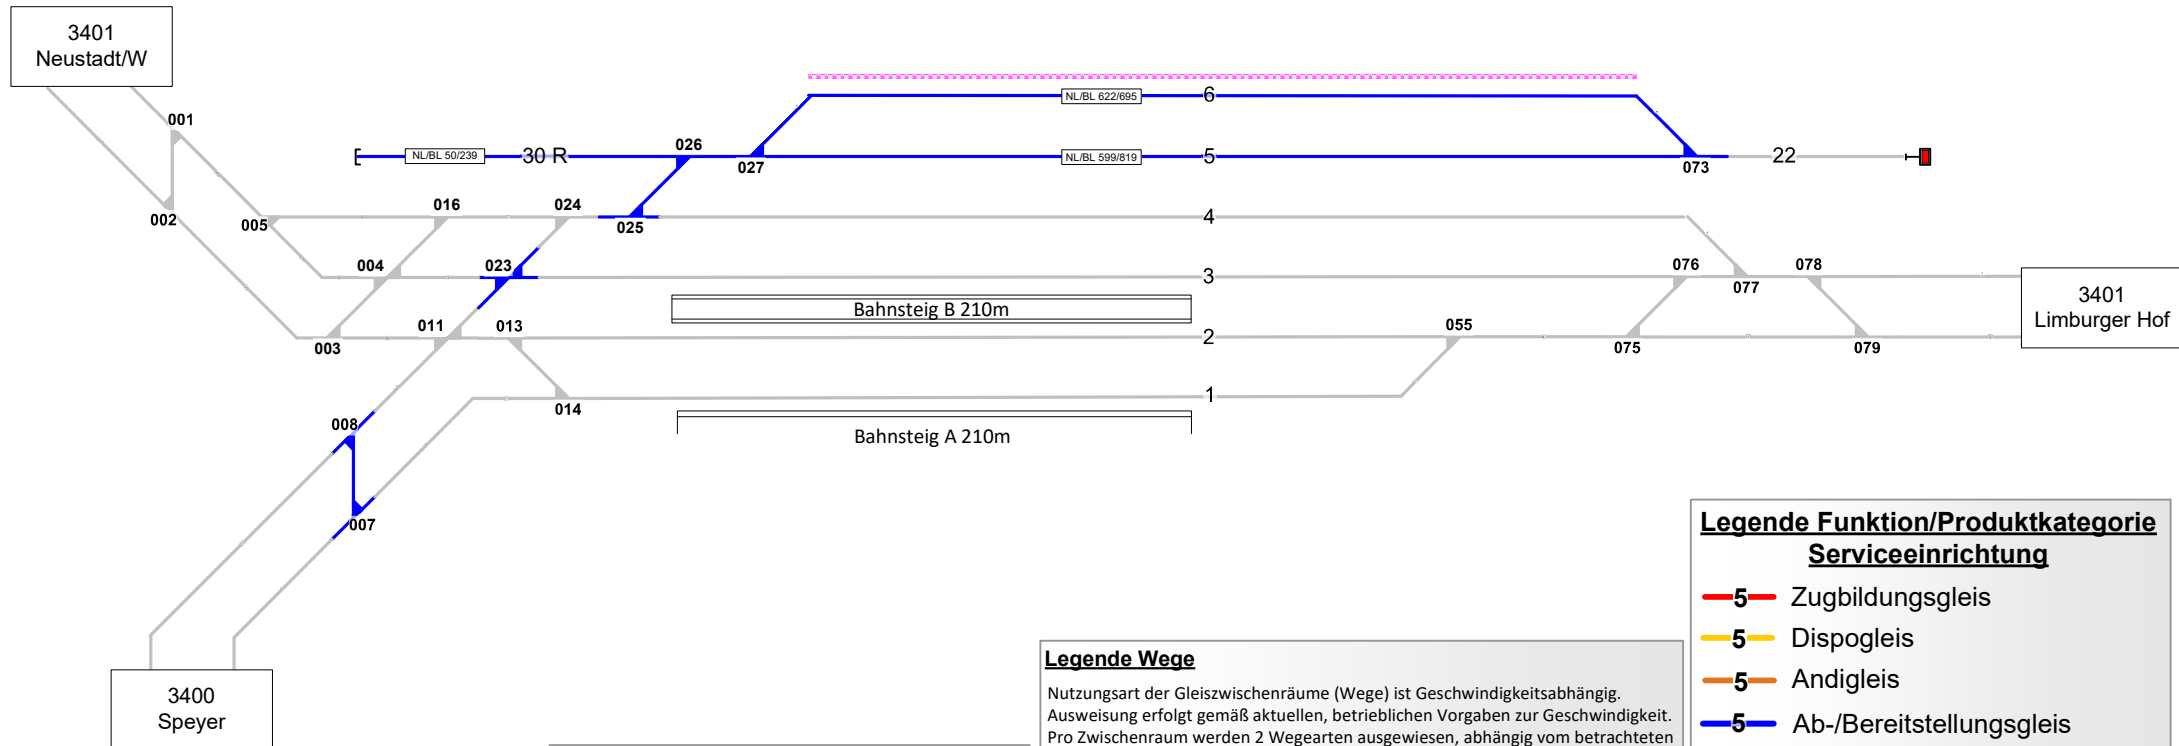 3401
Neustadt/W
001
002
005
016
024
026
027
025
004
023
003
011
013
014
008
007
NL/BL 50/239
30 R
NL/BL 622/695
6
NL/BL 599/819
5
073
22
4
3
2
1
076
078
077
055
075
079
Bahnsteig B 210m
Bahnsteig A 210m
3401
Limburger Hof
3400
Speyer
Legende Wege
Nutzungsart der Gleiszwischenräume (Wege) ist Geschwindigkeitsabhängig.
Ausweisung erfolgt gemäß aktuellen, betrieblichen Vorgaben zur Geschwindigkeit.
Pro Zwischenraum werden 2 Wegearten ausgewiesen, abhängig vom betrachteten
Legende Funktion/Produktkategorie
Serviceeinrichtung
5 Zugbildungsgleis
5 Dispogleis
5 Andigleis
5 Ab-/Bereitstellungsgleis